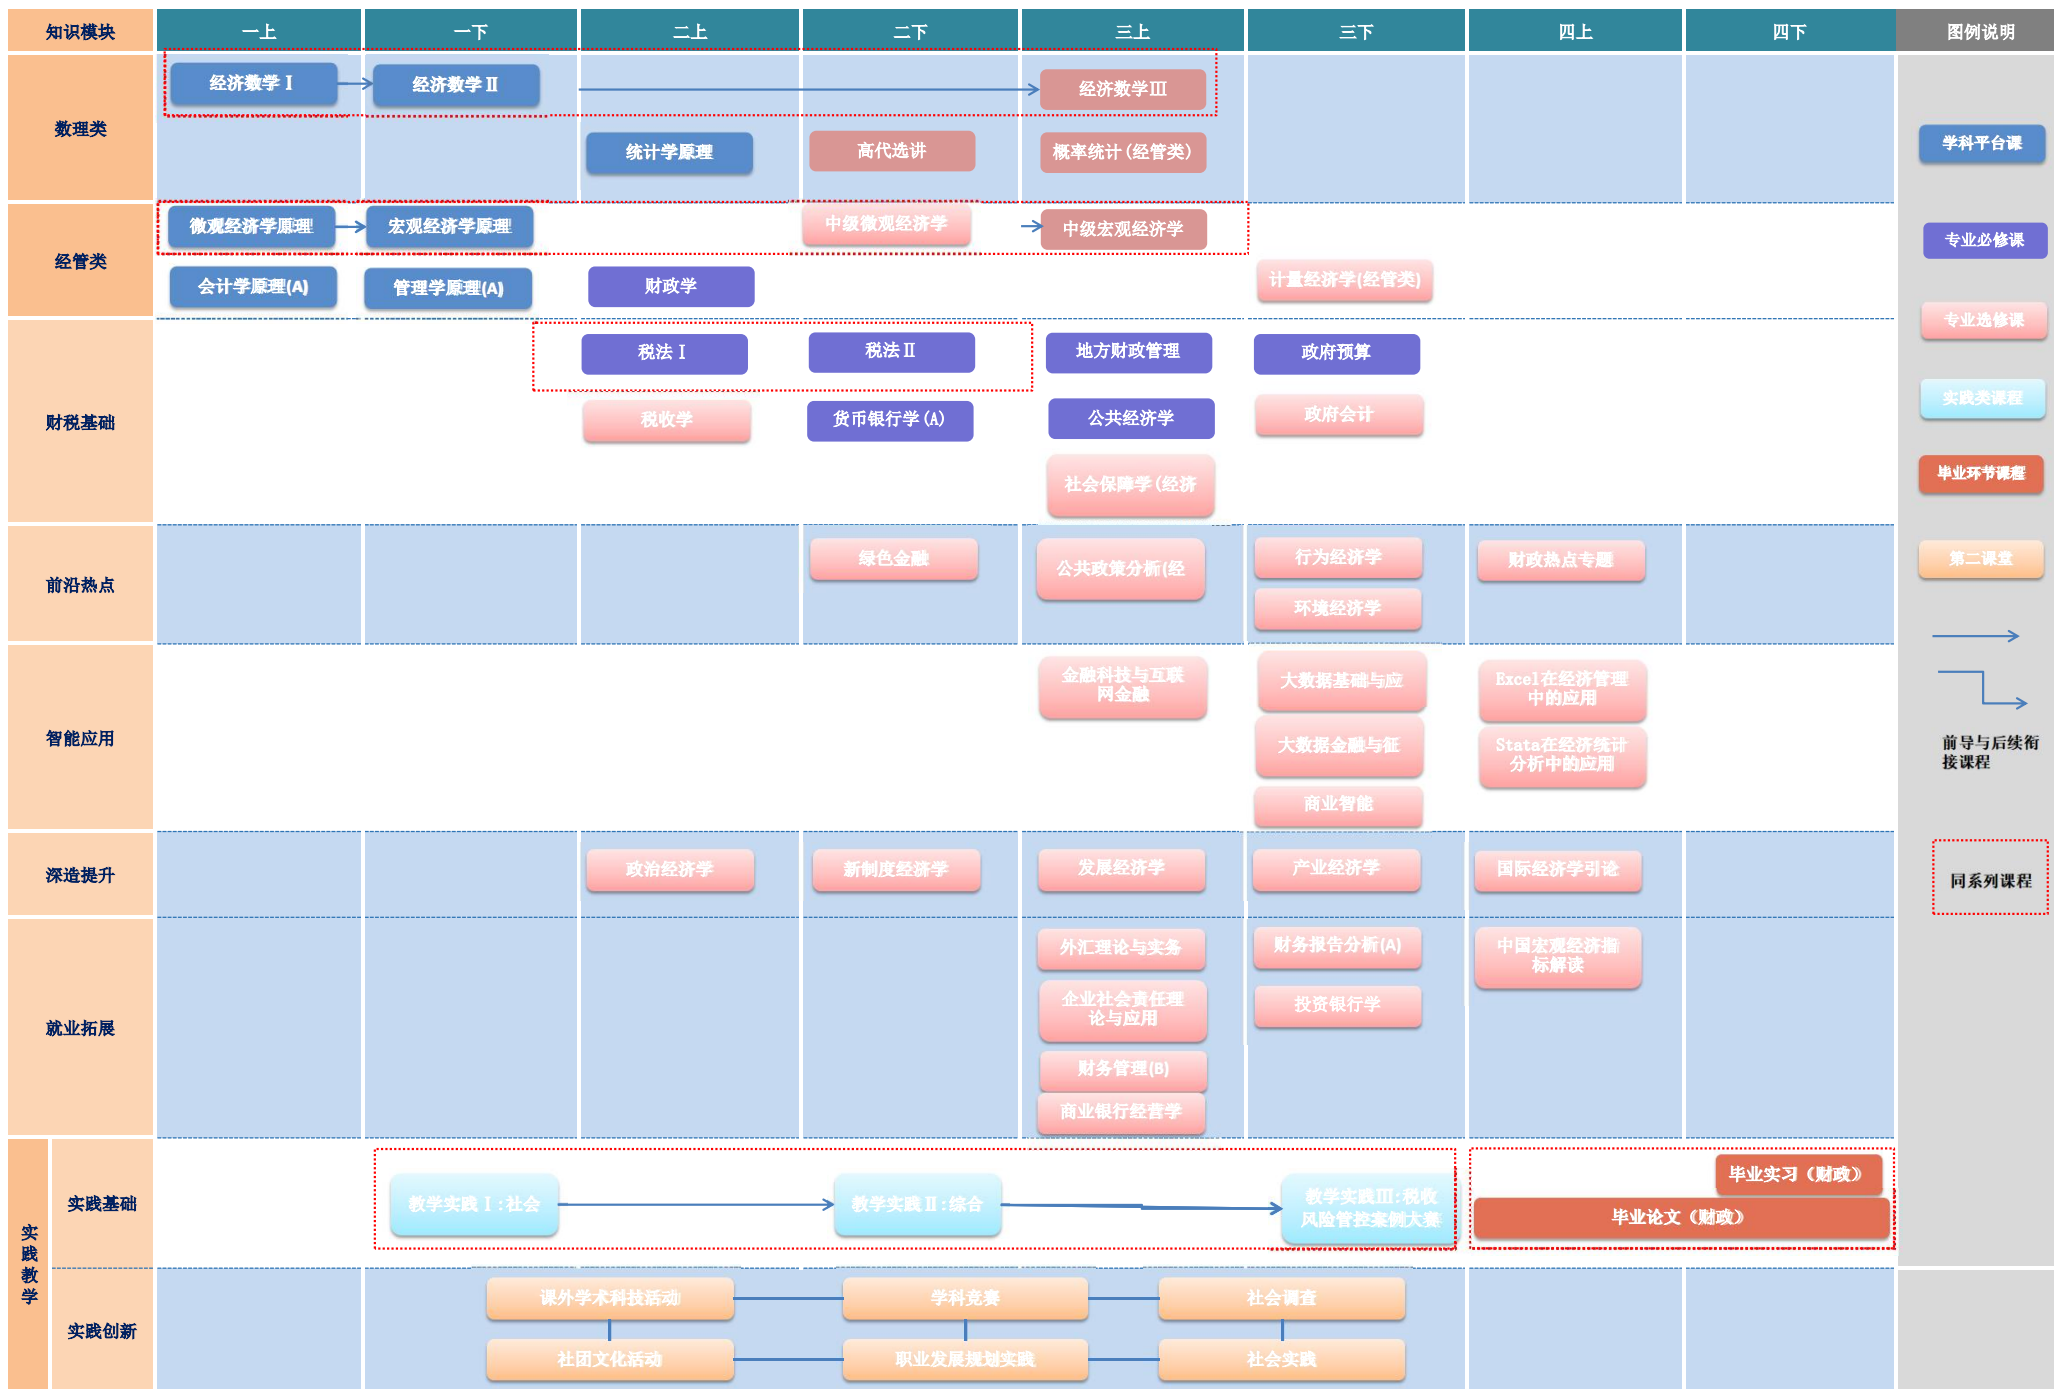 知识模块
一上
一下
二上
二下
三上
三下
四上
四下
图例说明
数理类
经济数学Ⅰ
经济数学Ⅱ
经济数学Ⅲ
统计学原理
高代选讲
概率统计(经管类)
经管类
微观经济学原理
宏观经济学原理
中级微观经济学
中级宏观经济学
会计学原理(A)
管理学原理(A)
财政学
计量经济学(经管类)
财税基础
税法Ⅰ
税法Ⅱ
地方财政管理
政府预算
税收学
货币银行学(A)
公共经济学
政府会计
社会保障学(经济
前沿热点
绿色金融
公共政策分析(经
行为经济学
财政热点专题
环境经济学
智能应用
金融科技与互联
网金融
大数据基础与应
Excel在经济管理
中的应用
大数据金融与征
Stata在经济统计
分析中的应用
商业智能
深造提升
政治经济学
新制度经济学
发展经济学
产业经济学
国际经济学引论
就业拓展
外汇理论与实务
财务报告分析(A)
中国宏观经济指
标解读
企业社会责任理
论与应用
投资银行学
财务管理(B)
商业银行经营学
实
践
教
学
实践基础
教学实践Ⅰ:社会
教学实践Ⅱ:综合
教学实践Ⅲ:税收
风险管控案例大赛
毕业实习（财政）
毕业论文（财政）
实践创新
课外学术科技活动
学科竞赛
社会调查
社团文化活动
职业发展规划实践
社会实践
学科平台课
专业必修课
专业选修课
实践类课程
毕业环节课程
第二课堂
前导与后续衔
接课程
同系列课程